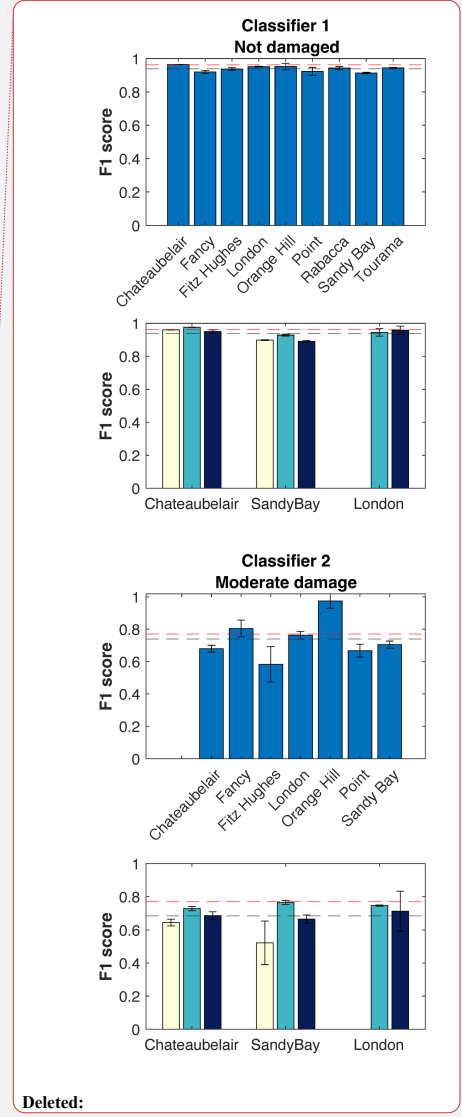 Classifier 1
Not damaged
F1 score
1
0.8
0.6
0.4
0.2
0
Chateaubelair
Fancy
Fitz Hughes
London
Orange Hill
Point
Rabacca
Sandy Bay
Tourama
F1 score
1
0.8
0.6
0.4
0.2
0
Chateaubelair SandyBay London
Classifier 2
Moderate damage
F1 score
1
0.8
0.6
0.4
0.2
0
Chateaubelair
Fancy
Fitz Hughes
London
Orange Hill
Point
Sandy Bay
F1 score
1
0.8
0.6
0.4
0.2
0
Chateaubelair SandyBay London
Deleted: